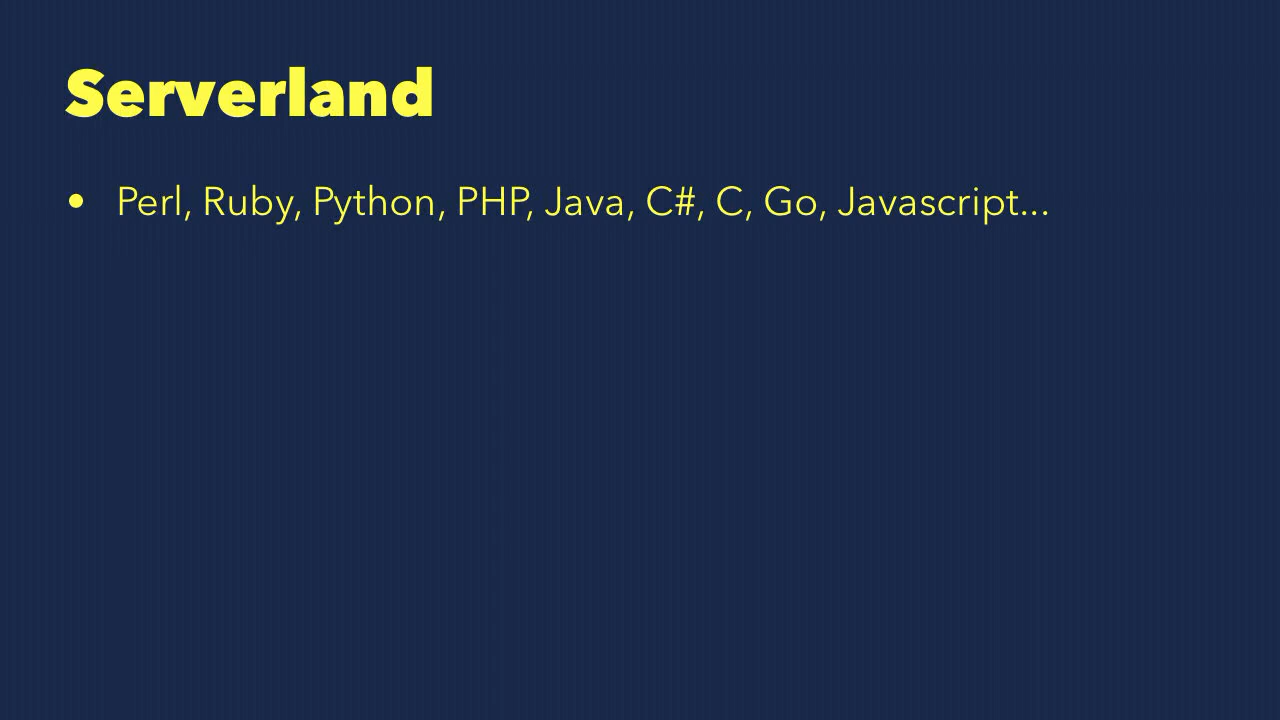 Serverland
• Perl, Ruby, Python, PHP, Java, C#, C, Go, Javascript...